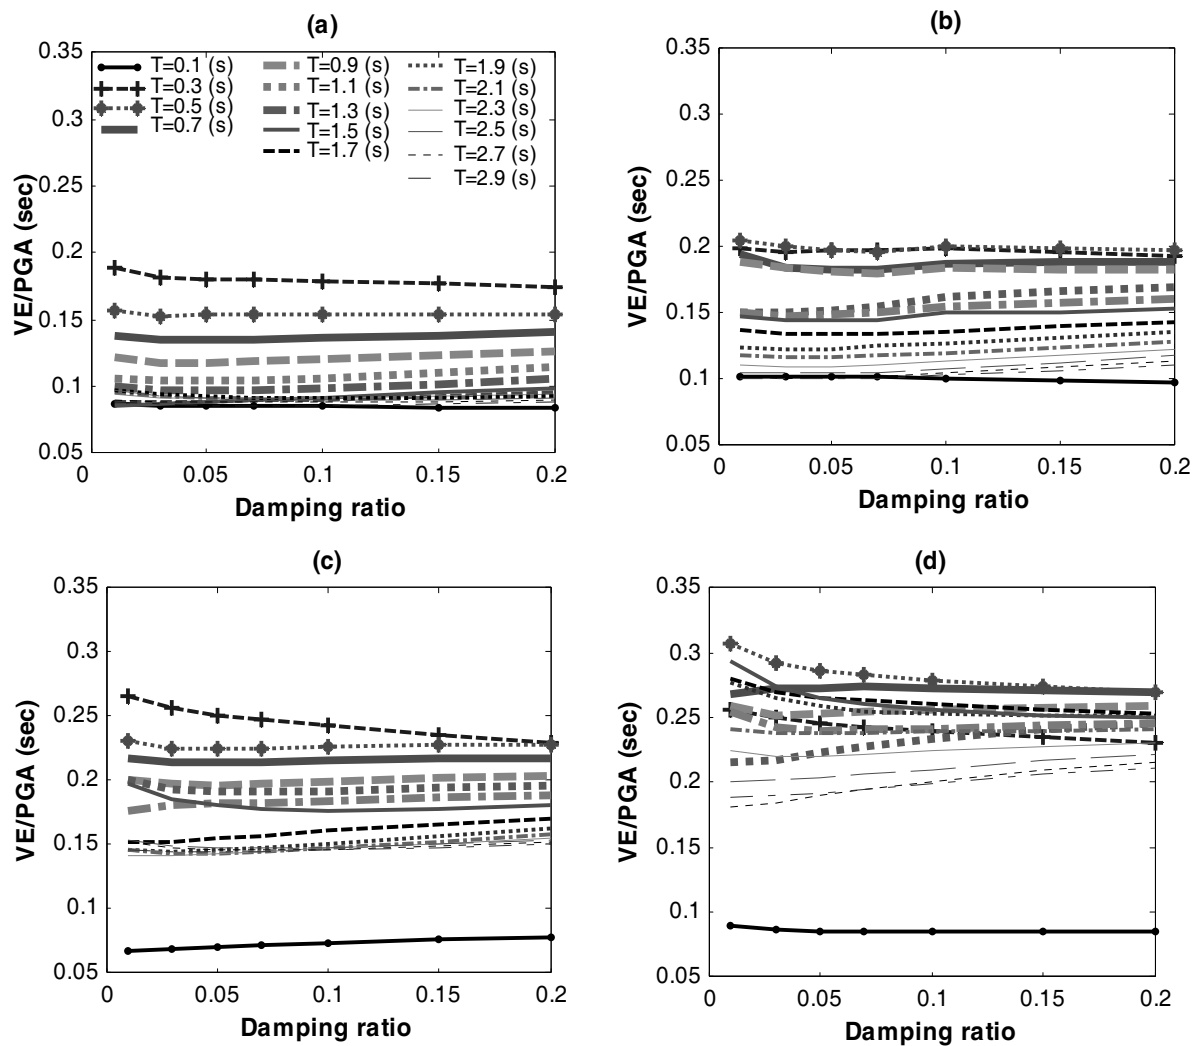 (a)
VE/PGA (sec)
0.35
0.3
0.25
0.2
0.15
0.1
0.05
T=0.1 (s)
T=0.3 (s)
T=0.5 (s)
T=0.7 (s)
T=0.9 (s)
T=1.1 (s)
T=1.3 (s)
T=1.5 (s)
T=1.7 (s)
T=1.9 (s)
T=2.1 (s)
T=2.3 (s)
T=2.5 (s)
T=2.7 (s)
T=2.9 (s)
0 0.05 0.1 0.15 0.2
Damping ratio
(b)
VE/PGA (sec)
0.35
0.3
0.25
0.2
0.15
0.1
0.05
0 0.05 0.1 0.15 0.2
Damping ratio
(c)
VE/PGA (sec)
0.35
0.3
0.25
0.2
0.15
0.1
0.05
0 0.05 0.1 0.15 0.2
Damping ratio
(d)
VE/PGA (sec)
0.35
0.3
0.25
0.2
0.15
0.1
0.05
0 0.05 0.1 0.15 0.2
Damping ratio